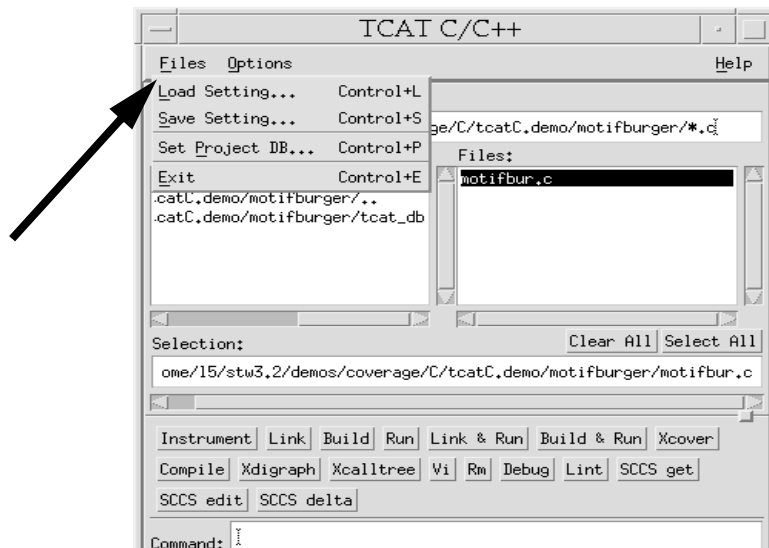 TCAT C/C++
Files Options Help
Load Setting... Control+L
Save Setting... Control+S
Set Project DB... Control+P
Exit Control+E
ge/C/tcatC.demo/motifburger/*.c
Files:
.catC.demo/motifburger/..
.catC.demo/motifburger/tcat_db
motifbur.c
Clear All Select All
Selection:
ome/l5/stw3.2/demos/coverage/C/tcatC.demo/motifburger/motifbur.c
Instrument Link Build Run Link & Run Build & Run Xcover
Compile Xdigraph Xcalltree Vi Rm Debug Lint SCCS get
SCCS edit SCCS delta
Command: